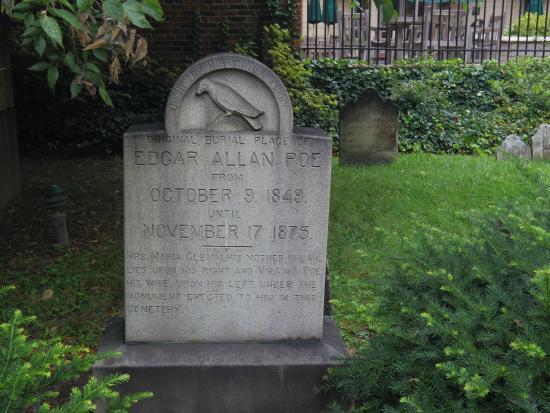 ORIGINAL BURIAL PLACE OF
EDGAR ALLAN POE
FROM
OCTOBER 9. 1849.
UNTIL
NOVEMBER 17. 1875.
MRS. MARIA CLEMM, HIS MOTHER-IN-LAW,
LIES UPON HIS RIGHT AND VIRGINIA POE,
HIS WIFE, UPON HIS LEFT, UNDER THE
MONUMENT ERECTED TO HIM IN THIS
CEMETERY.